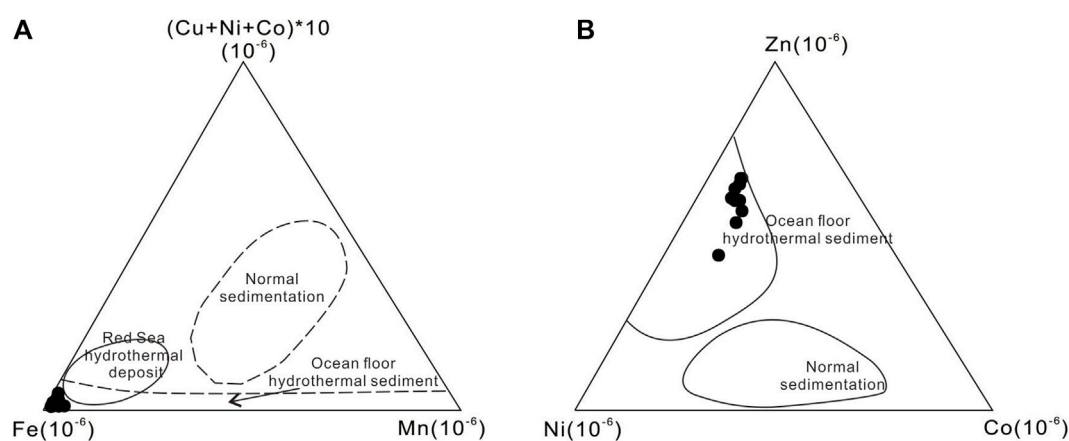 A
(Cu+Ni+Co)*10
(10⁻⁶)
Normal
sedimentation
Red Sea
hydrothermal
deposit
Ocean floor
hydrothermal sediment
Fe(10⁻⁶)
Mn(10⁻⁶)
B
Zn(10⁻⁶)
Ocean floor
hydrothermal sediment
Normal
sedimentation
Ni(10⁻⁶)
Co(10⁻⁶)